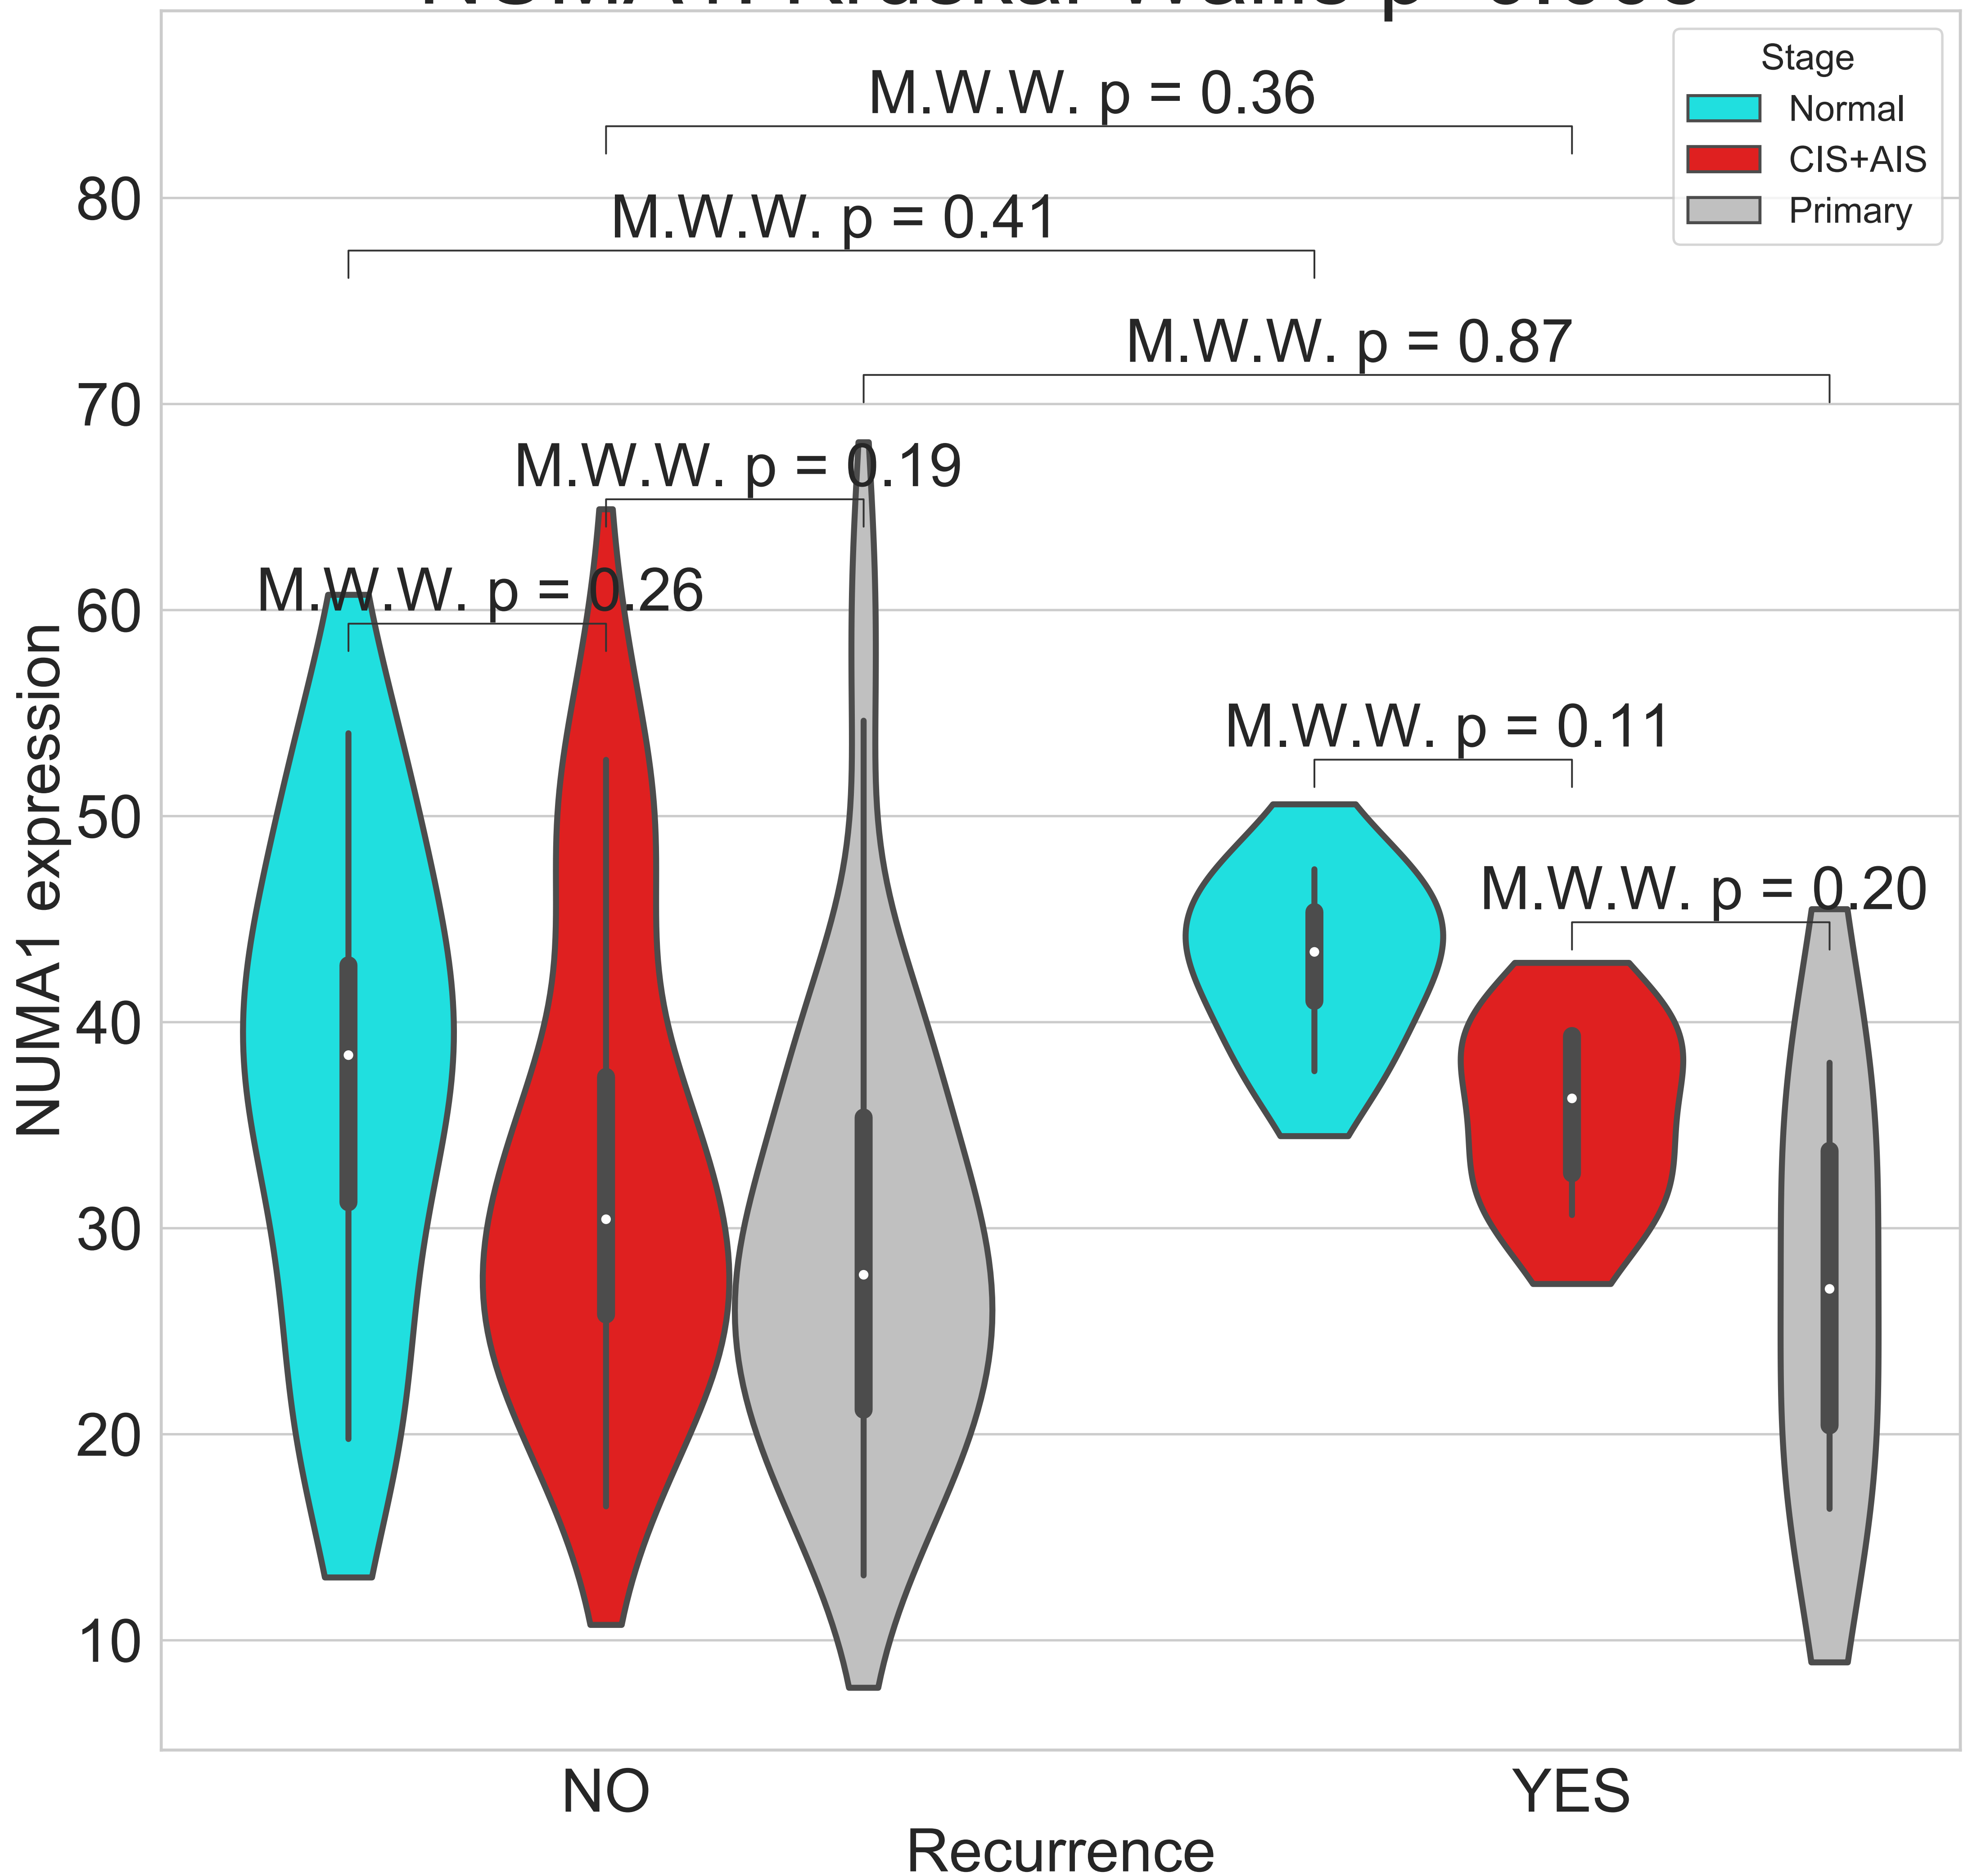 Stage
Normal
CIS+AIS
Primary
M.W.W. p = 0.36
M.W.W. p = 0.41
M.W.W. p = 0.87
M.W.W. p = 0.19
M.W.W. p = 0.26
M.W.W. p = 0.11
M.W.W. p = 0.20
NUMA1 expression
80
70
60
50
40
30
20
10
NO
YES
Recurrence